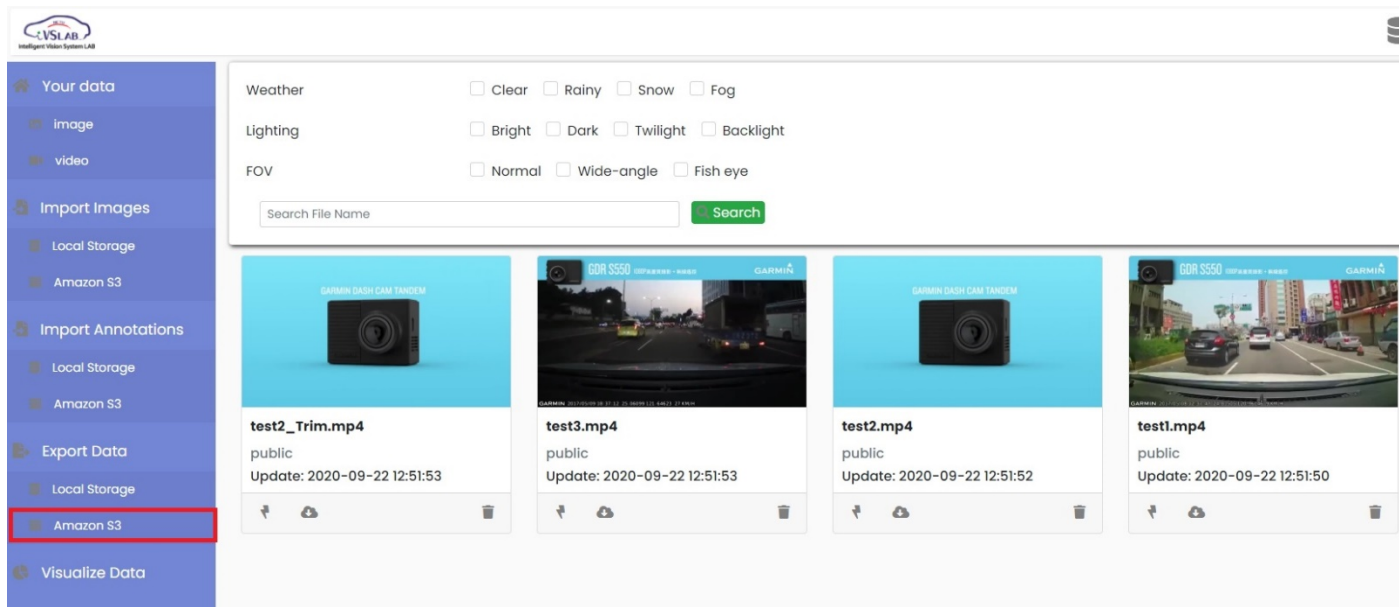 iVSLAB
Intelligent Vision System LAB
Your data
image
video
Import Images
Local Storage
Amazon S3
Import Annotations
Local Storage
Amazon S3
Export Data
Local Storage
Amazon S3
Visualize Data
Weather Clear Rainy Snow Fog
Lighting Bright Dark Twilight Backlight
FOV Normal Wide-angle Fish eye
Search File Name Search
GARMIN DASH CAM TANDEM
test2_Trim.mp4
public
Update: 2020-09-22 12:51:53
GDR S550 GARMIN
test3.mp4
public
Update: 2020-09-22 12:51:53
GARMIN DASH CAM TANDEM
test2.mp4
public
Update: 2020-09-22 12:51:52
GDR S550 GARMIN
test1.mp4
public
Update: 2020-09-22 12:51:50